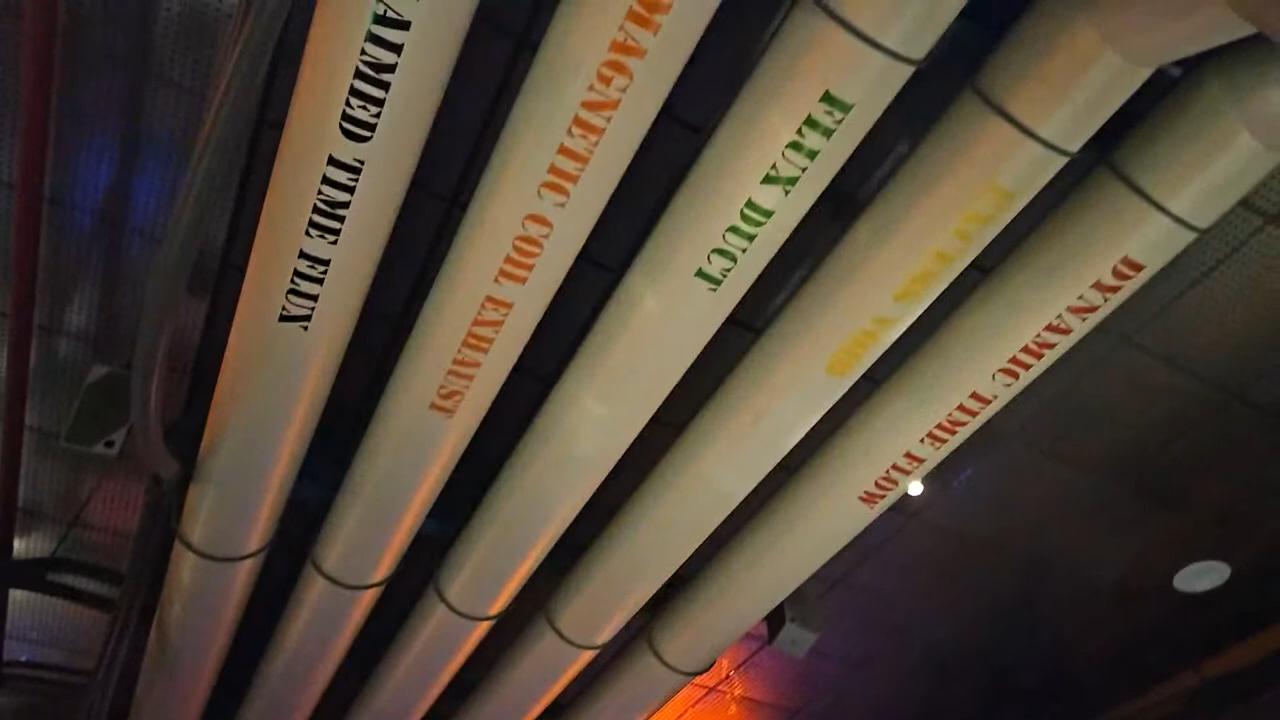 AIMED TIME FLUX
MAGNETIC COIL EXHAUST
FLUX DUCT
DYNAMIC TIME FLOW